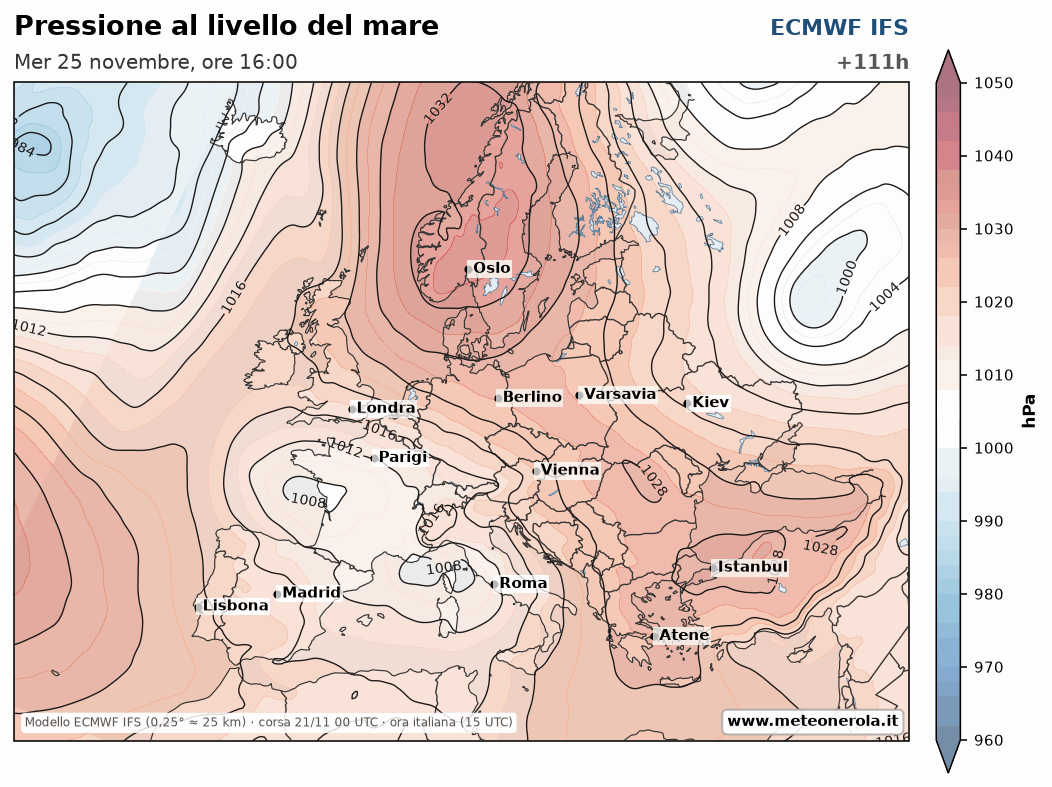 Pressione al livello del mare
ECMWF IFS
Mer 25 novembre, ore 16:00
+111h
1050
1032
1040
984
1008
1030
Oslo
1000
1016
1004
1020
1012
1010
Berlino
Varsavia
Kiev
Londra
hPa
1016
1012
Parigi
1000
Vienna
1028
1008
990
1016
1028
1008
Istanbul
Roma
Madrid
980
Lisbona
Atene
970
Modello ECMWF IFS (0,25° ≈ 25 km) · corsa 21/11 00 UTC · ora italiana (15 UTC)
www.meteonerola.it
1016
960